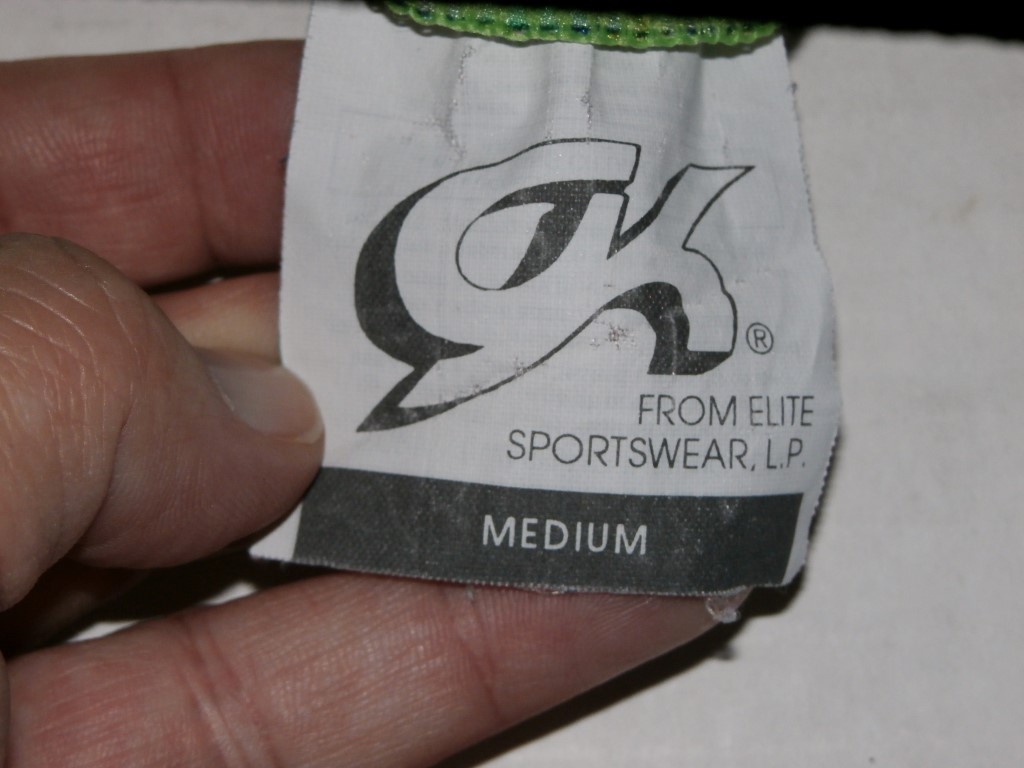 GK®
FROM ELITE
SPORTSWEAR, L.P.
MEDIUM